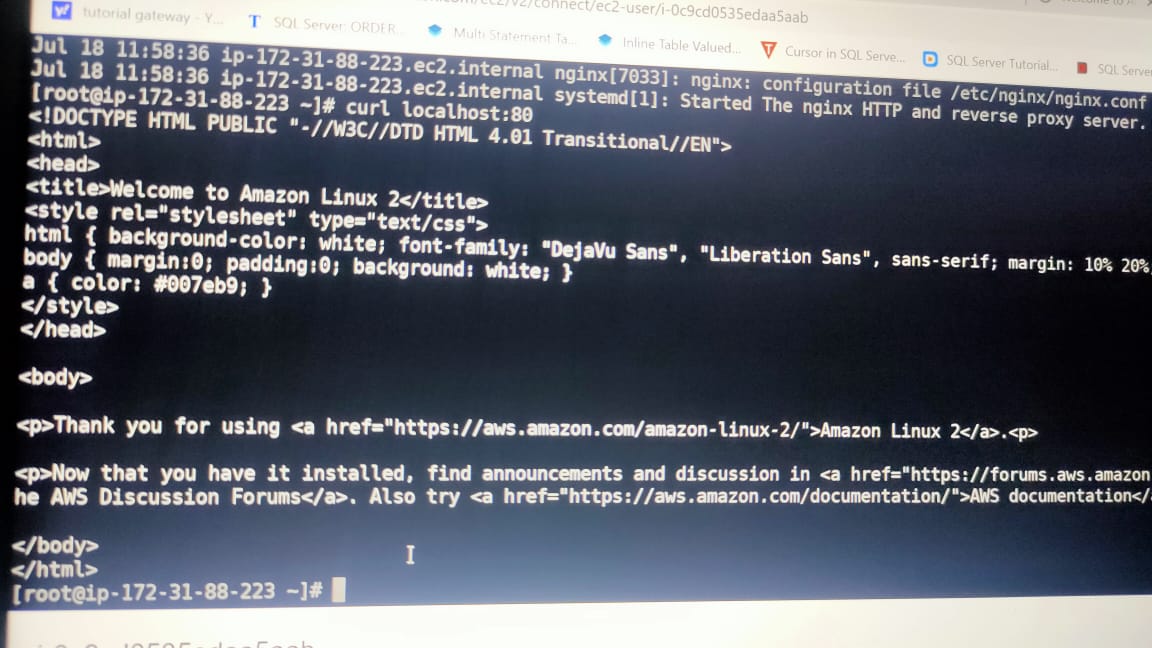 connect/ec2-user/i-0c9cd0535edaa5aab
tutorial gateway - Y...
SQL Server: ORDER...
Multi Statement Ta...
Inline Table Valued...
Cursor in SQL Serve...
SQL Server Tutorial...
SQL Server
Jul 18 11:58:36 ip-172-31-88-223.ec2.internal nginx[7033]: nginx: configuration file /etc/nginx/nginx.conf
Jul 18 11:58:36 ip-172-31-88-223.ec2.internal systemd[1]: Started The nginx HTTP and reverse proxy server.
[root@ip-172-31-88-223 ~]# curl localhost:80
<!DOCTYPE HTML PUBLIC "-//W3C//DTD HTML 4.01 Transitional//EN">
<html>
<head>
<title>Welcome to Amazon Linux 2</title>
<style rel="stylesheet" type="text/css">
html { background-color: white; font-family: "DejaVu Sans", "Liberation Sans", sans-serif; margin: 10% 20%
body { margin:0; padding:0; background: white; }
a { color: #007eb9; }
</style>
</head>
<body>
<p>Thank you for using <a href="https://aws.amazon.com/amazon-linux-2/">Amazon Linux 2</a>.<p>
<p>Now that you have it installed, find announcements and discussion in <a href="https://forums.aws.amazon
he AWS Discussion Forums</a>. Also try <a href="https://aws.amazon.com/documentation/">AWS documentation</
</body>
</html>
[root@ip-172-31-88-223 ~]#